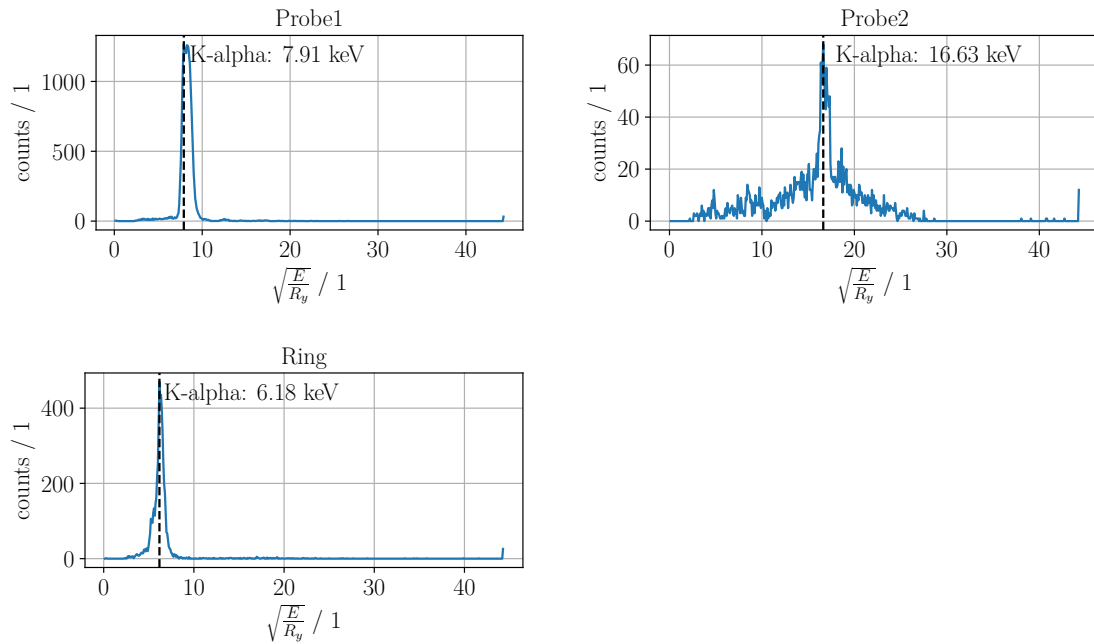 Probe1
K-alpha: 7.91 keV
counts / 1
1000
500
0
0 10 20 30 40
√(E/R_y) / 1
Probe2
K-alpha: 16.63 keV
counts / 1
60
40
20
0
0 10 20 30 40
√(E/R_y) / 1
Ring
K-alpha: 6.18 keV
counts / 1
400
200
0
0 10 20 30 40
√(E/R_y) / 1